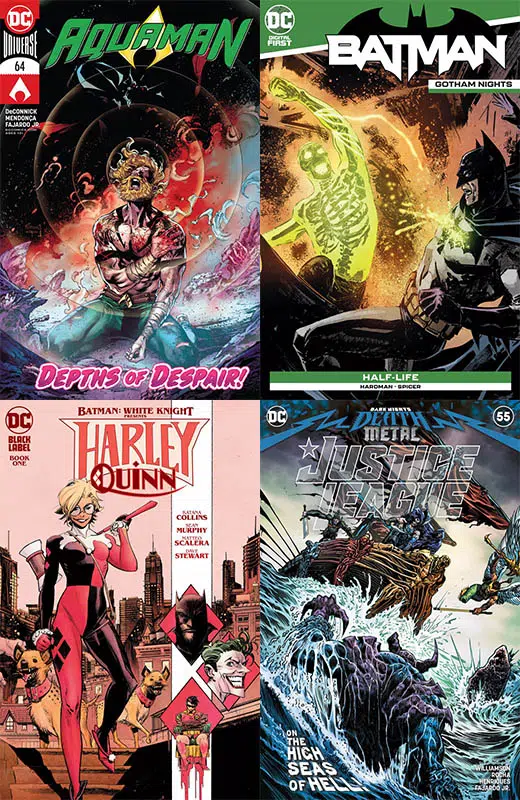 DC
UNIVERSE
64
DeCONNICK
MENDONÇA
FAJARDO JR.
AQUAMAN
DEPTHS OF DESPAIR!
DC
DIGITAL
FIRST
BATMAN
GOTHAM NIGHTS
HALF-LIFE
HARDMAN · SPICER
DC
BLACK
LABEL
BOOK
ONE
BATMAN: WHITE KNIGHT
PRESENTS
HARLEY
QUINN
KATANA
COLLINS
SEAN
MURPHY
MATTEO
SCALERA
DAVE
STEWART
DC
DARK NIGHTS
DEATH
METAL
55
JUSTICE
LEAGUE
ON
THE
HIGH
SEAS
OF HELL!
WILLIAMSON
ROCHA
HENRIQUES
FAJARDO JR.